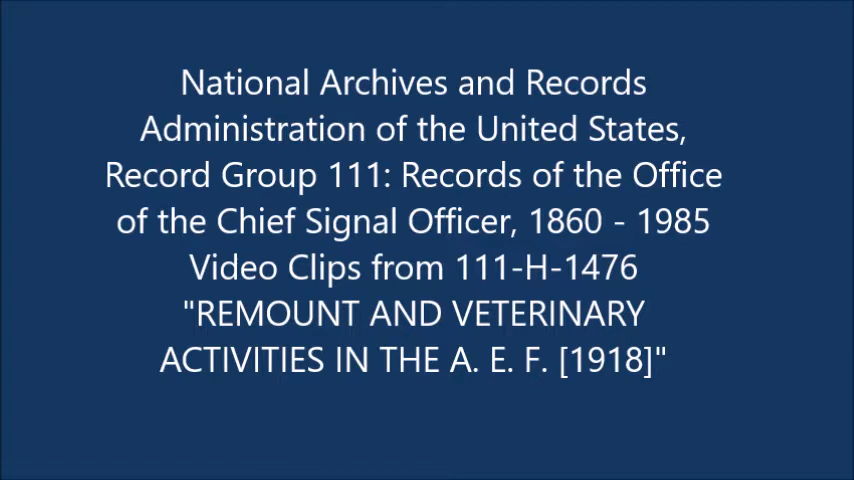 National Archives and Records
Administration of the United States,
Record Group 111: Records of the Office
of the Chief Signal Officer, 1860 - 1985
Video Clips from 111-H-1476
"REMOUNT AND VETERINARY
ACTIVITIES IN THE A. E. F. [1918]"